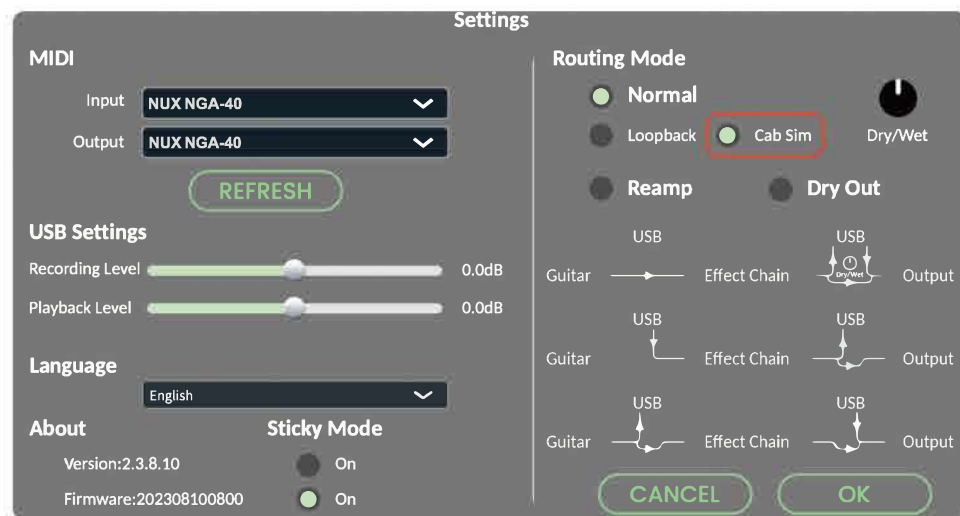 Settings
MIDI
Input NUX NGA-40
Output NUX NGA-40
REFRESH
USB Settings
Recording Level 0.0dB
Playback Level 0.0dB
Language
English
About
Version:2.3.8.10
Firmware:202308100800
Sticky Mode
On
On
Routing Mode
Normal
Loopback Cab Sim Dry/Wet
Reamp Dry Out
USB USB
Guitar Effect Chain Dry/Wet Output
USB USB
Guitar Effect Chain Output
USB USB
Guitar Effect Chain Output
CANCEL OK